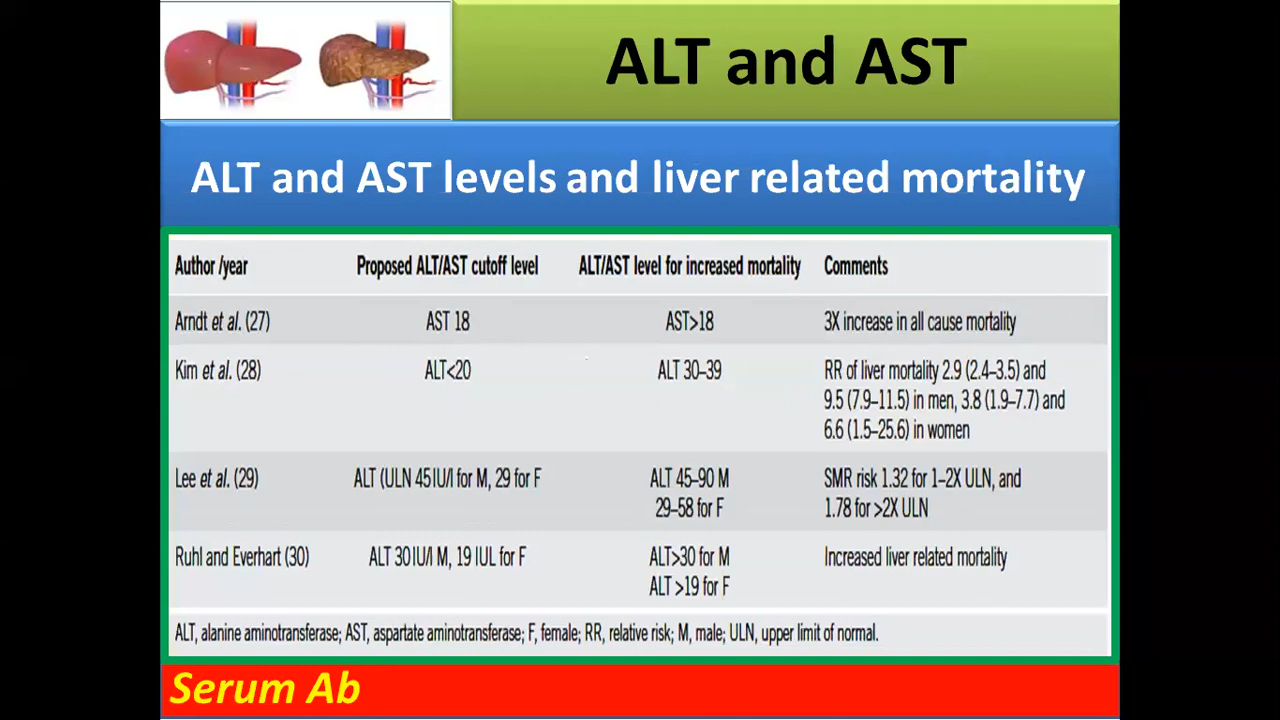 ALT and AST
ALT and AST levels and liver related mortality
Author /year Proposed ALT/AST cutoff level ALT/AST level for increased mortality Comments
Arndt et al. (27) AST 18 AST>18 3X increase in all cause mortality
Kim et al. (28) ALT<20 ALT 30–39 RR of liver mortality 2.9 (2.4–3.5) and
9.5 (7.9–11.5) in men, 3.8 (1.9–7.7) and
6.6 (1.5–25.6) in women
Lee et al. (29) ALT (ULN 45 IU/l for M, 29 for F ALT 45–90 M SMR risk 1.32 for 1–2X ULN, and
29–58 for F 1.78 for >2X ULN
Ruhl and Everhart (30) ALT 30 IU/l M, 19 IUL for F ALT>30 for M Increased liver related mortality
ALT >19 for F
ALT, alanine aminotransferase; AST, aspartate aminotransferase; F, female; RR, relative risk; M, male; ULN, upper limit of normal.
Serum Ab